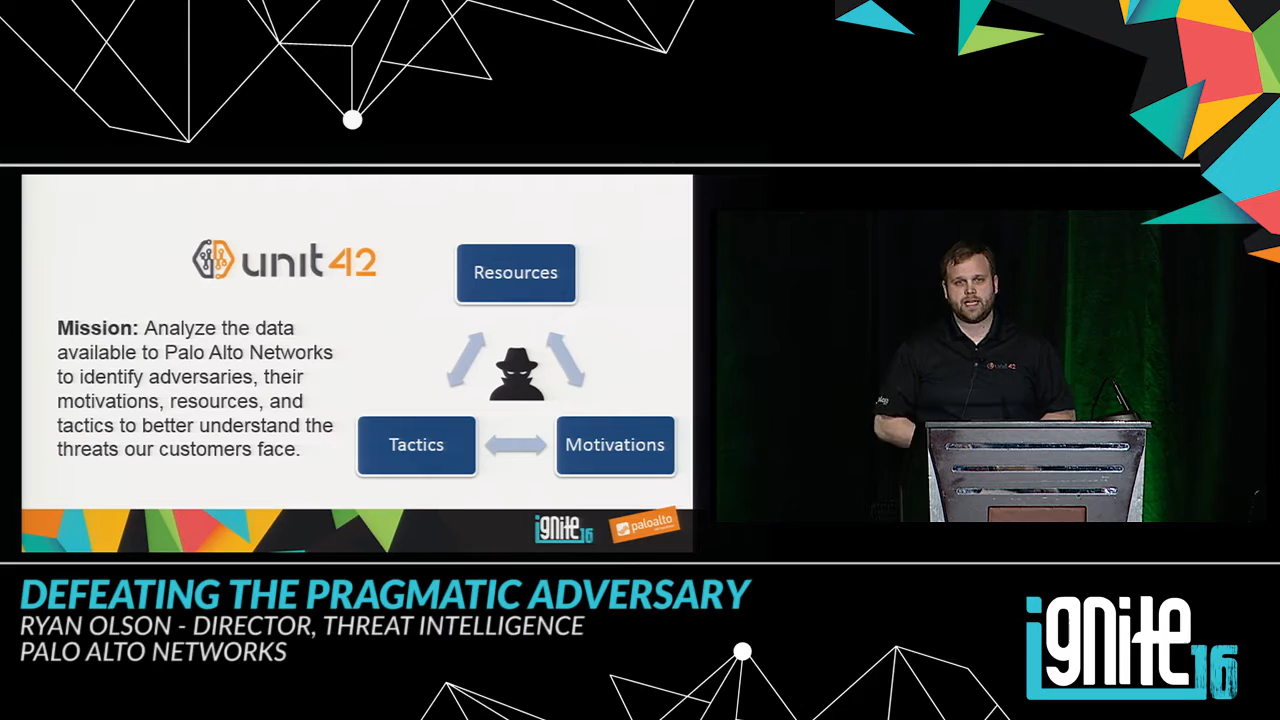 unit 42
Mission: Analyze the data
available to Palo Alto Networks
to identify adversaries, their
motivations, resources, and
tactics to better understand the
threats our customers face.
Resources
Tactics
Motivations
ignite16
paloalto
unit 42
DEFEATING THE PRAGMATIC ADVERSARY
RYAN OLSON - DIRECTOR, THREAT INTELLIGENCE
PALO ALTO NETWORKS
ignite16